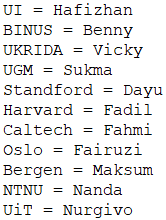 UI = Hafizhan
BINUS = Benny
UKRIDA = Vicky
UGM = Sukma
Standford = Dayu
Harvard = Fadil
Caltech = Fahmi
Oslo = Fairuzi
Bergen = Maksum
NTNU = Nanda
UiT = Nurgivo